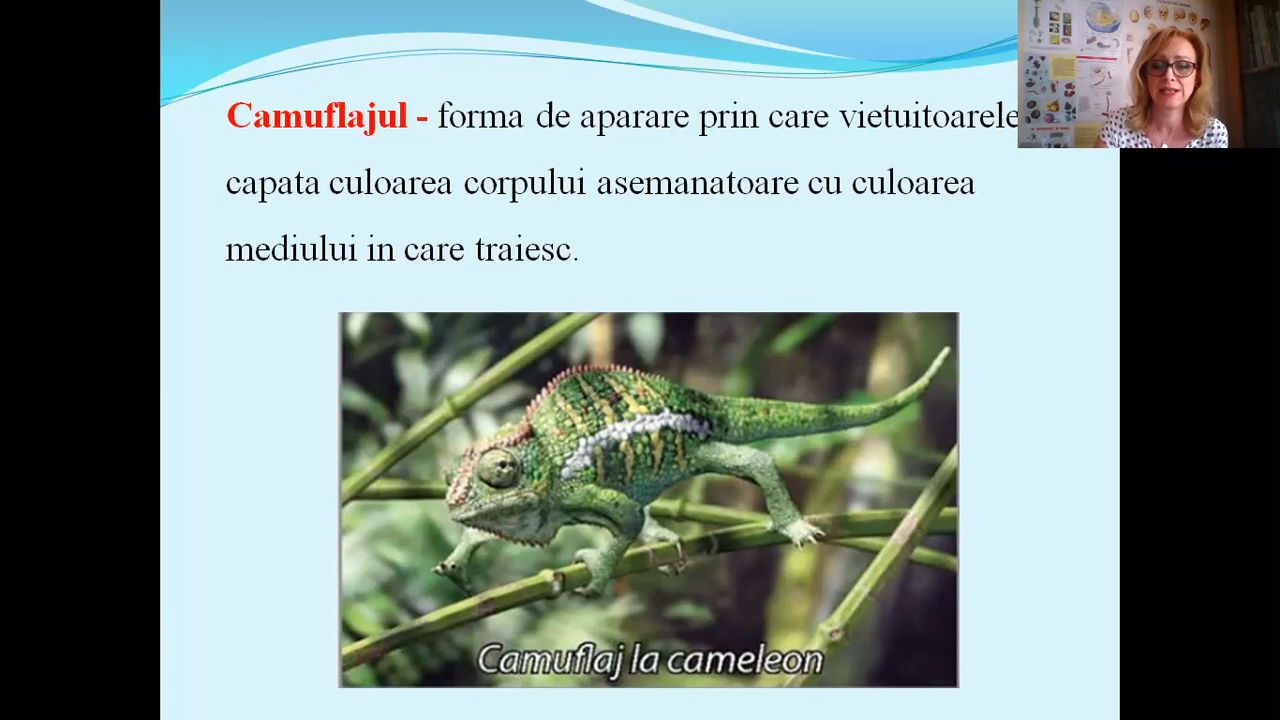 Camuflajul - forma de aparare prin care vietuitoarele
capata culoarea corpului asemanatoare cu culoarea
mediului in care traiesc.
Camuflaj la cameleon